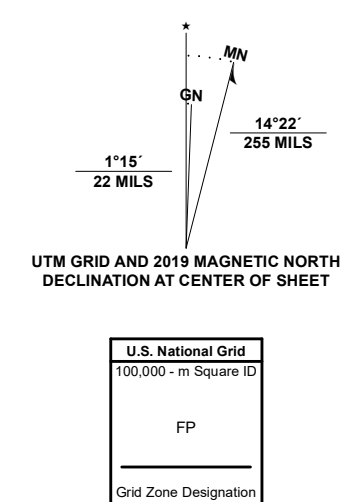 ★
MN
GN
1°15´
22 MILS
14°22´
255 MILS
UTM GRID AND 2019 MAGNETIC NORTH
DECLINATION AT CENTER OF SHEET
U.S. National Grid
100,000 - m Square ID
FP
Grid Zone Designation